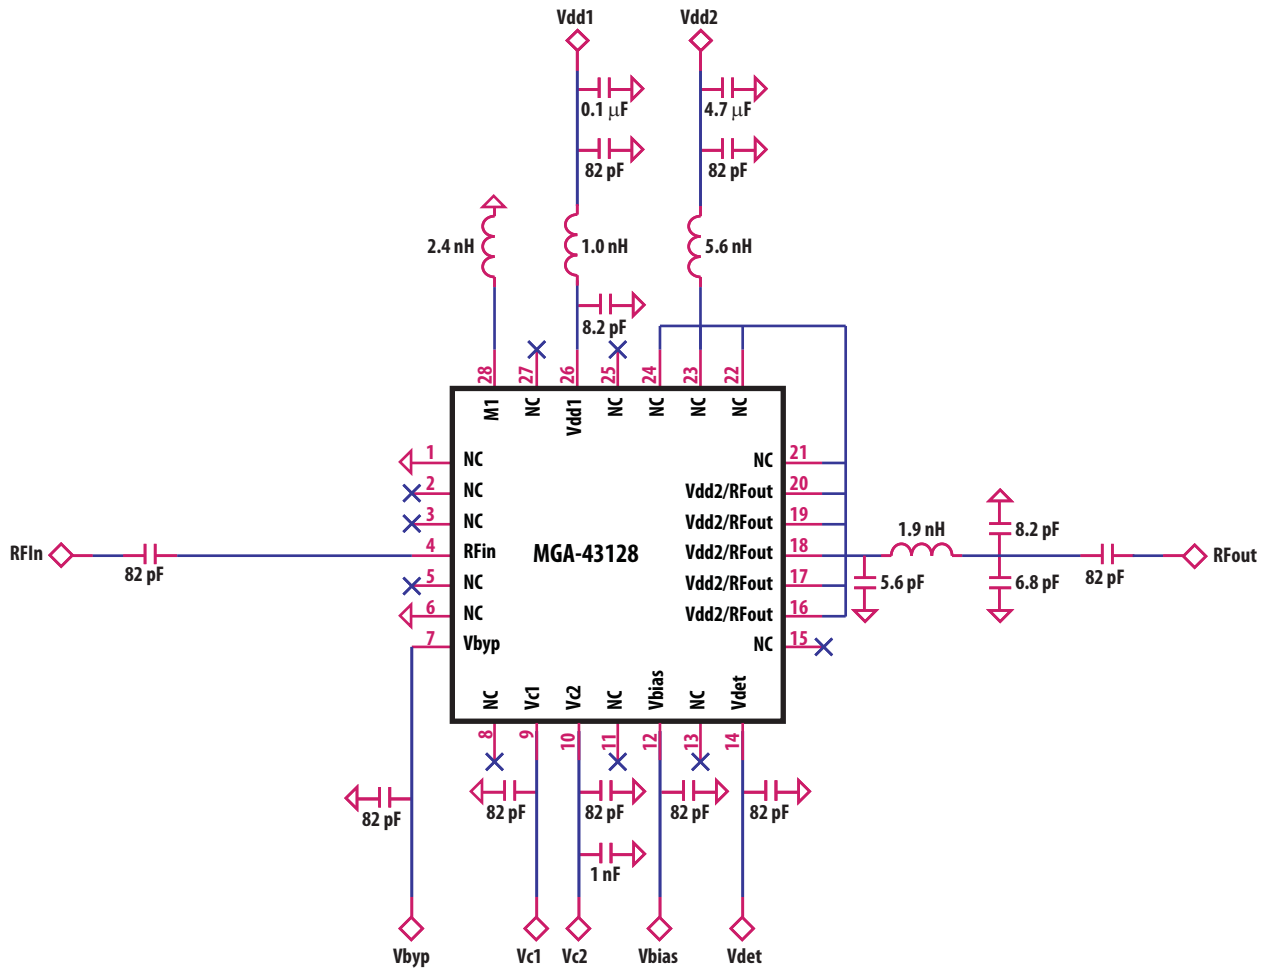 Vdd1
Vdd2
0.1 μF
4.7 μF
82 pF
82 pF
2.4 nH
1.0 nH
5.6 nH
8.2 pF
28
27
26
25
24
23
22
M1
NC
Vdd1
NC
NC
NC
NC
1 NC
NC 21
2 NC
Vdd2/RFout 20
3 NC
Vdd2/RFout 19
1.9 nH
8.2 pF
RFIn
82 pF
4 RFin
MGA-43128
Vdd2/RFout 18
82 pF
RFout
5 NC
Vdd2/RFout 17
5.6 pF
6.8 pF
6 NC
Vdd2/RFout 16
7 Vbyp
NC 15
NC
Vc1
Vc2
NC
Vbias
NC
Vdet
8
9
10
11
12
13
14
82 pF
82 pF
82 pF
82 pF
82 pF
1 nF
Vbyp
Vc1
Vc2
Vbias
Vdet